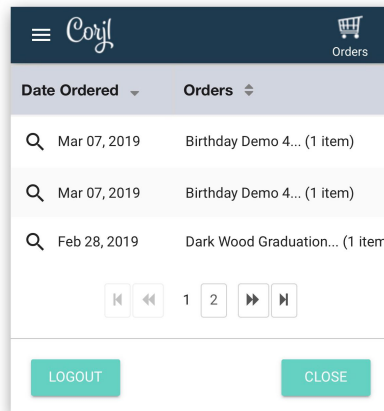 Corjl
Orders
Date Ordered Orders
Mar 07, 2019 Birthday Demo 4... (1 item)
Mar 07, 2019 Birthday Demo 4... (1 item)
Feb 28, 2019 Dark Wood Graduation... (1 item
1 2
LOGOUT CLOSE